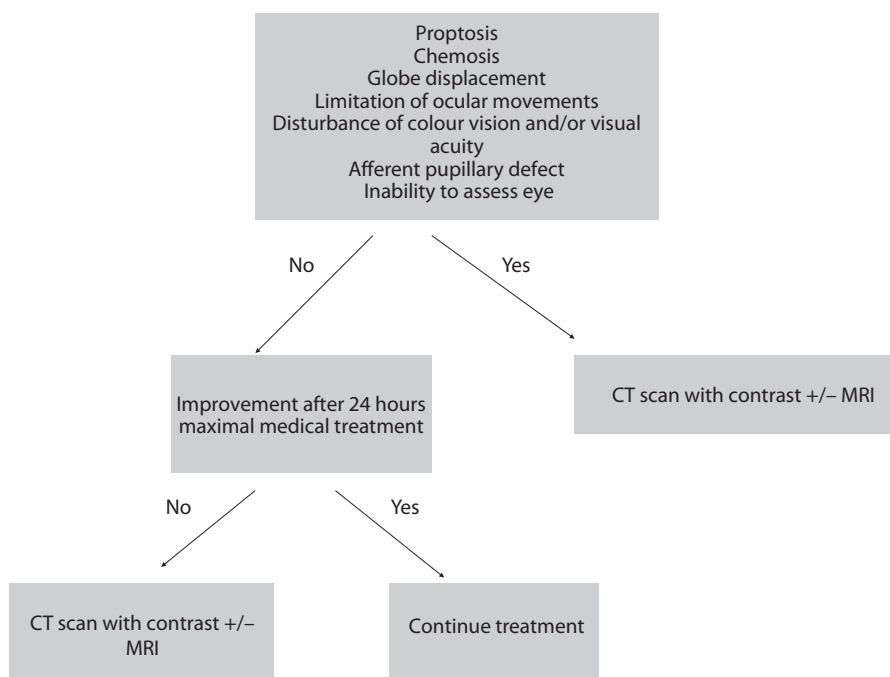 Proptosis
Chemosis
Globe displacement
Limitation of ocular movements
Disturbance of colour vision and/or visual
acuity
Afferent pupillary defect
Inability to assess eye
No
Yes
Improvement after 24 hours
maximal medical treatment
CT scan with contrast +/– MRI
No
Yes
CT scan with contrast +/–
MRI
Continue treatment